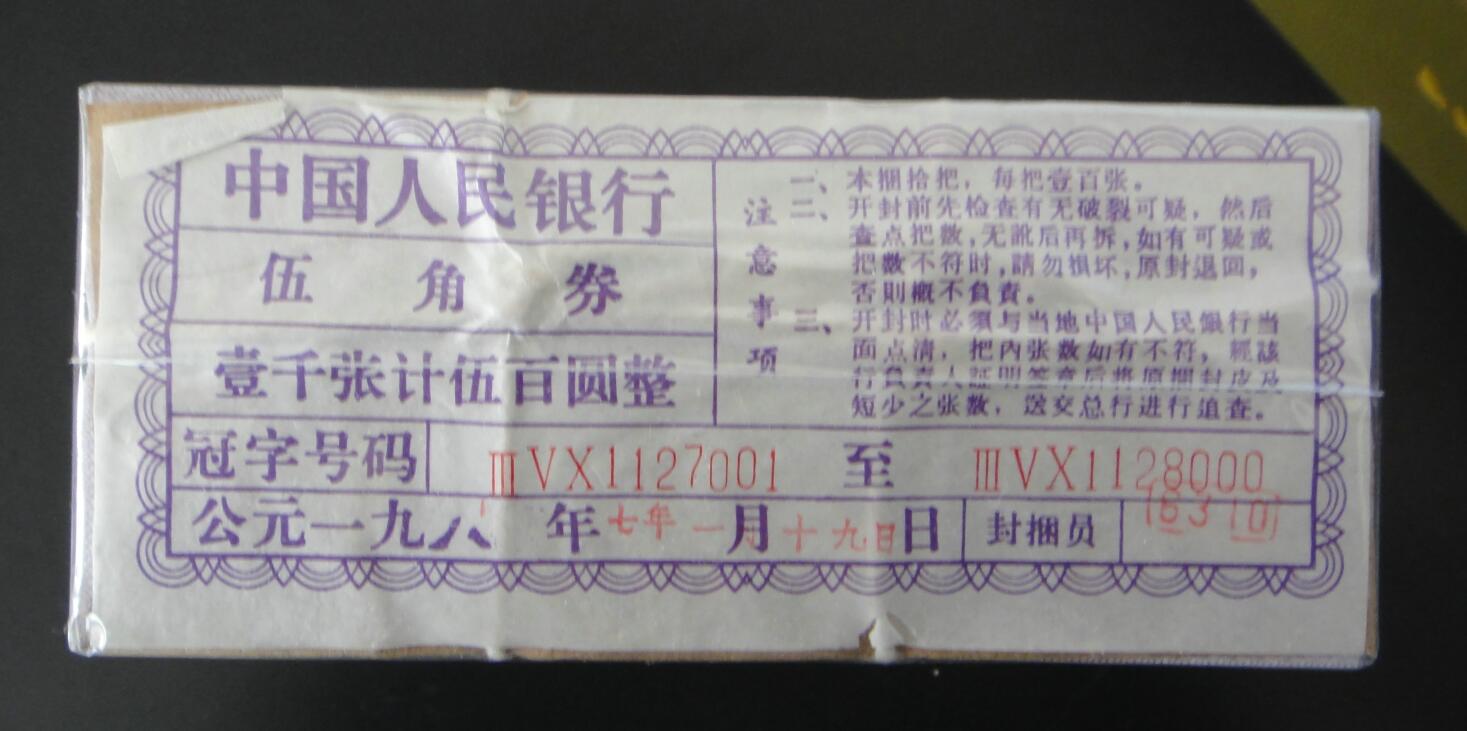 中国人民银行
伍角券
壹千张计伍百圆整
注意事项
一、本捆拾把，每把壹百张。
二、开封前先检查有无破裂可疑，然后
查点把数，无訛后再拆，如有可疑或
把数不符时，請勿损坏，原封退回，
否則概不負責。
三、开封时必須与当地中国人民銀行当
面点清，把内张数如有不符，經該
行負責人証明签章后将原捆封皮及
短少之张数，送交总行进行追查。
冠字号码 ⅢVX1127001 至 ⅢVX1128000
公元一九八 年七年一月十九日日 封捆员